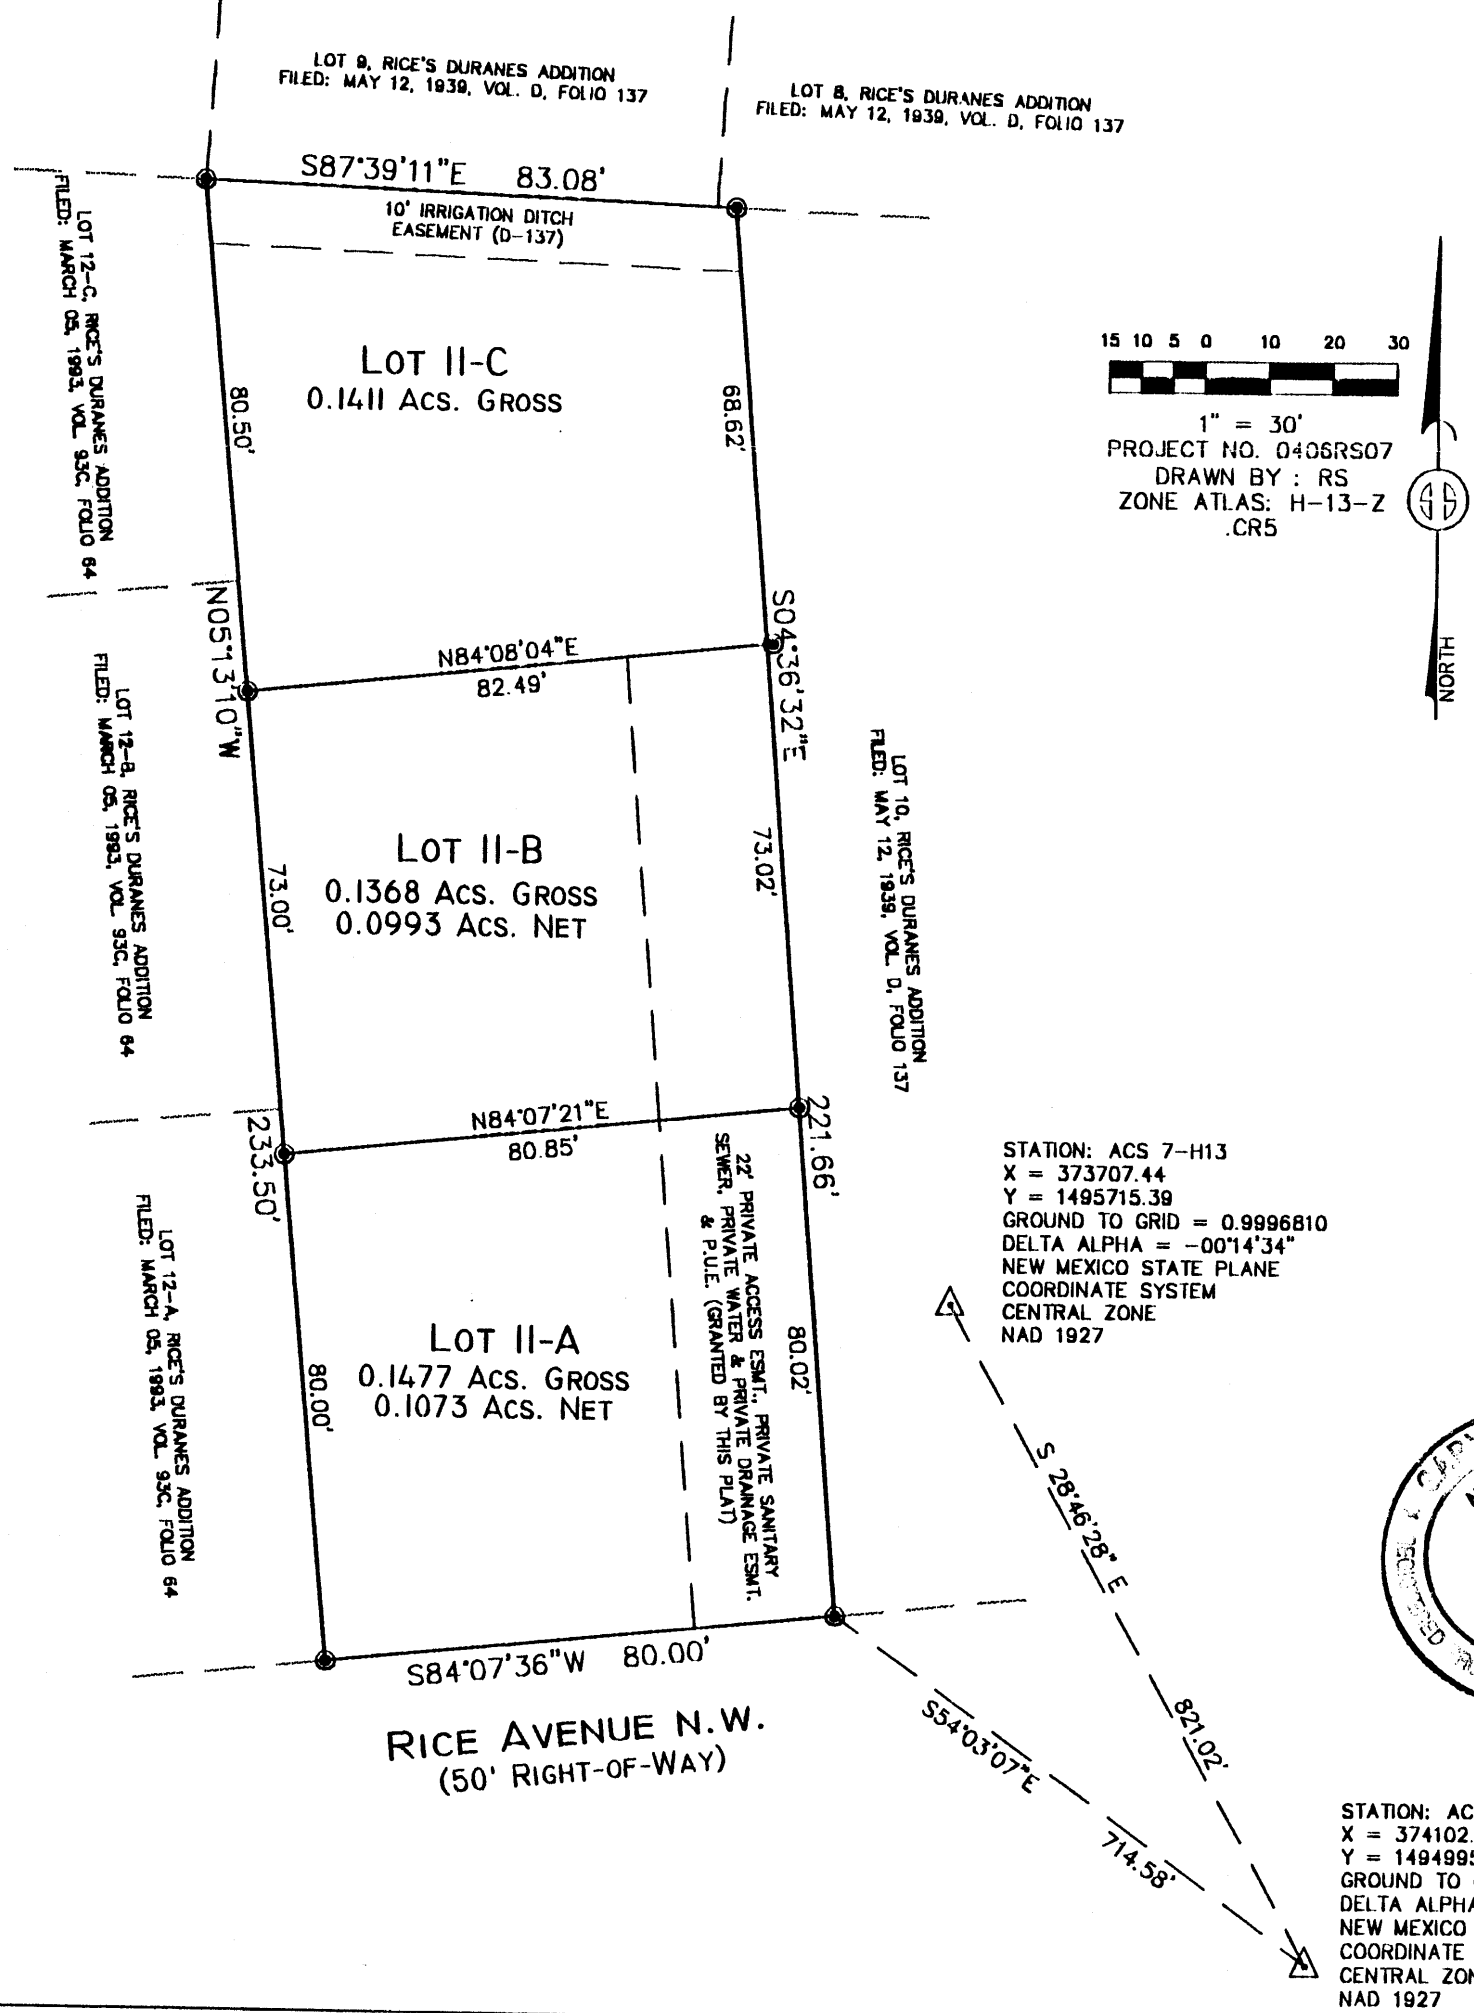 LOT 9, RICE'S DURANES ADDITION
FILED: MAY 12, 1939, VOL. D, FOLIO 137
LOT 8, RICE'S DURANES ADDITION
FILED: MAY 12, 1939, VOL. D, FOLIO 137
S87°39'11"E 83.08'
10' IRRIGATION DITCH
EASEMENT (D-137)
LOT 12-C, RICE'S DURANES ADDITION
FILED: MARCH 05, 1993, VOL. 93C, FOLIO 64
LOT 11-C
0.1411 ACS. GROSS
80.50'
68.62'
15 10 5 0 10 20 30
1" = 30'
PROJECT NO. 0406RS07
DRAWN BY : RS
ZONE ATLAS: H-13-Z
.CR5
NORTH
N05°13'10"W
S04°36'32"E
N84°08'04"E
82.49'
LOT 12-B, RICE'S DURANES ADDITION
FILED: MARCH 05, 1993, VOL. 93C, FOLIO 64
LOT 10, RICE'S DURANES ADDITION
FILED: MAY 12, 1939, VOL. D, FOLIO 137
LOT 11-B
0.1368 ACS. GROSS
0.0993 ACS. NET
73.00'
73.02'
N84°07'21"E
80.85'
233.50'
221.66'
22' PRIVATE ACCESS ESMT., PRIVATE SANITARY
SEWER, PRIVATE WATER & PRIVATE DRAINAGE ESMT.
& P.U.E. (GRANTED BY THIS PLAT)
LOT 12-A, RICE'S DURANES ADDITION
FILED: MARCH 05, 1993, VOL. 93C, FOLIO 64
LOT 11-A
0.1477 ACS. GROSS
0.1073 ACS. NET
80.00'
80.02'
S84°07'36"W 80.00'
RICE AVENUE N.W.
(50' RIGHT-OF-WAY)
STATION: ACS 7-H13
X = 373707.44
Y = 1495715.39
GROUND TO GRID = 0.9996810
DELTA ALPHA = -00°14'34"
NEW MEXICO STATE PLANE
COORDINATE SYSTEM
CENTRAL ZONE
NAD 1927
S 28°46'28" E
821.02'
S54°03'07"E
714.58'
STATION: AC
X = 374102.
Y = 149499
GROUND TO
DELTA ALPHA
NEW MEXICO
COORDINATE
CENTRAL ZON
NAD 1927